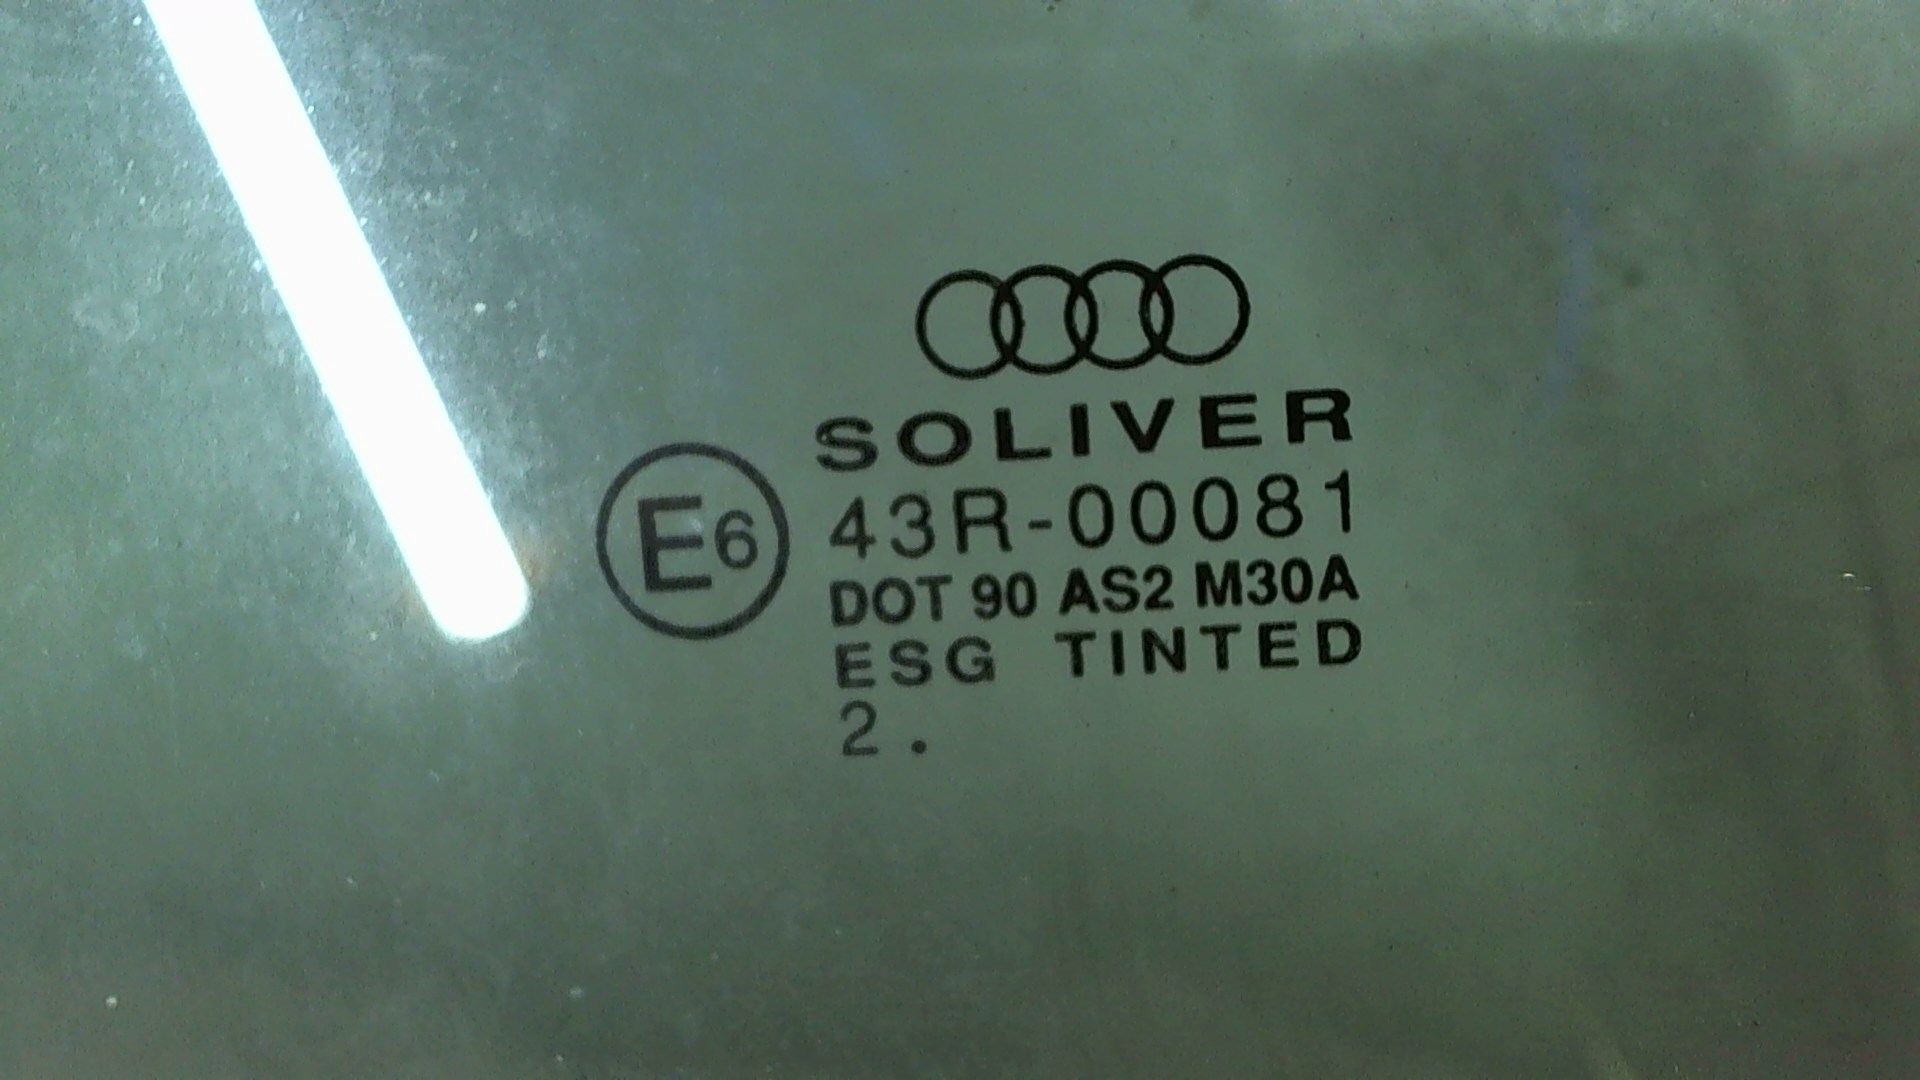 SOLIVER
E6
43R-00081
DOT 90 AS2 M30A
ESG TINTED
2 .